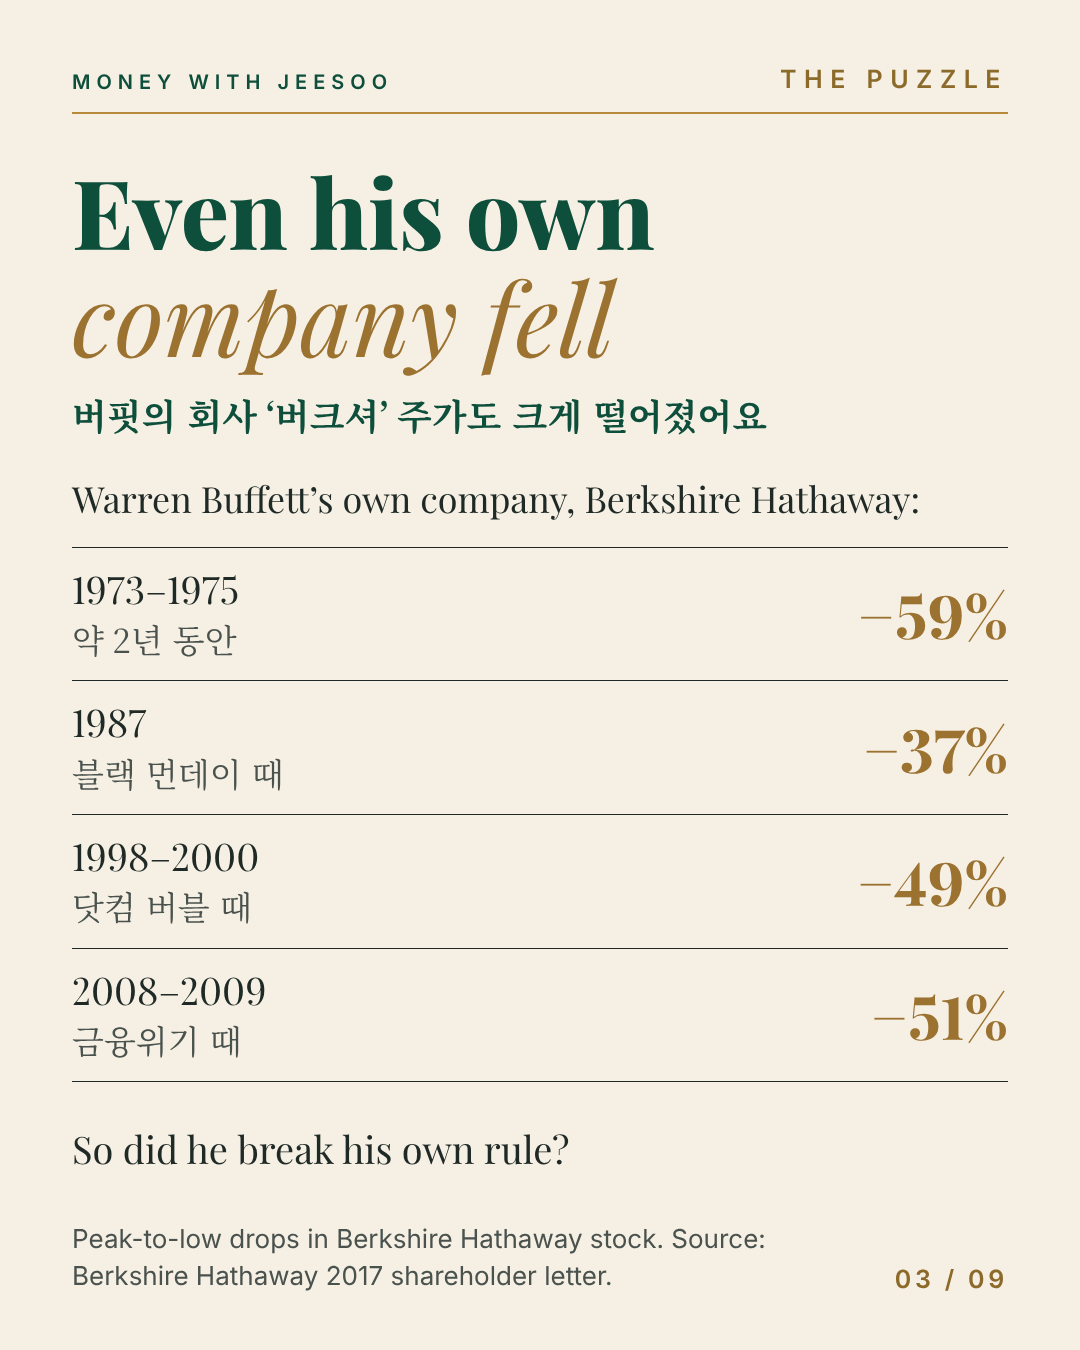 MONEY WITH JEESOO
THE PUZZLE
Even his own
company fell
버핏의 회사 ‘버크셔’ 주가도 크게 떨어졌어요
Warren Buffett’s own company, Berkshire Hathaway:
1973–1975
약 2년 동안
–59%
1987
블랙 먼데이 때
–37%
1998–2000
닷컴 버블 때
–49%
2008–2009
금융위기 때
–51%
So did he break his own rule?
Peak-to-low drops in Berkshire Hathaway stock. Source:
Berkshire Hathaway 2017 shareholder letter.
03 / 09